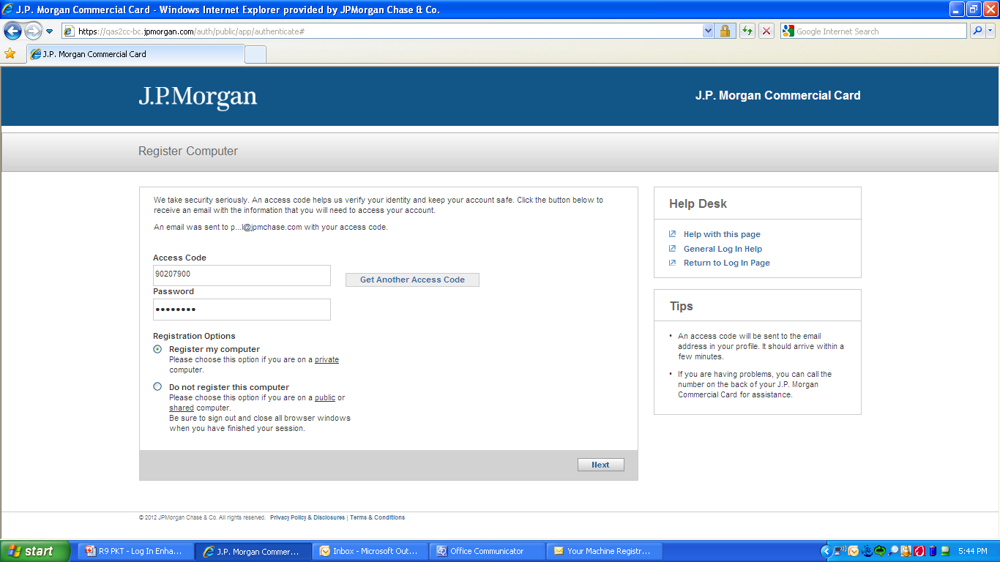 J.P. Morgan Commercial Card - Windows Internet Explorer provided by JPMorgan Chase & Co.
https://qas2cc-bc.jpmorgan.com/auth/public/app/authenticate#
Google Internet Search
J.P. Morgan Commercial Card
J.P.Morgan
J.P. Morgan Commercial Card
Register Computer
We take security seriously. An access code helps us verify your identity and keep your account safe. Click the button below to
receive an email with the information that you will need to access your account.
An email was sent to p...l@jpmchase.com with your access code.
Access Code
90207900
Get Another Access Code
Password
••••••••
Registration Options
Register my computer
Please choose this option if you are on a private
computer.
Do not register this computer
Please choose this option if you are on a public or
shared computer.
Be sure to sign out and close all browser windows
when you have finished your session.
Next
Help Desk
Help with this page
General Log In Help
Return to Log In Page
Tips
• An access code will be sent to the email
address in your profile. It should arrive within a
few minutes.
• If you are having problems, you can call the
number on the back of your J.P. Morgan
Commercial Card for assistance.
© 2012 JPMorgan Chase & Co. All rights reserved. Privacy Policy & Disclosures | Terms & Conditions
start
R9 PKT - Log In Enha...
J.P. Morgan Commer...
Inbox - Microsoft Out...
Office Communicator
Your Machine Registr...
5:44 PM